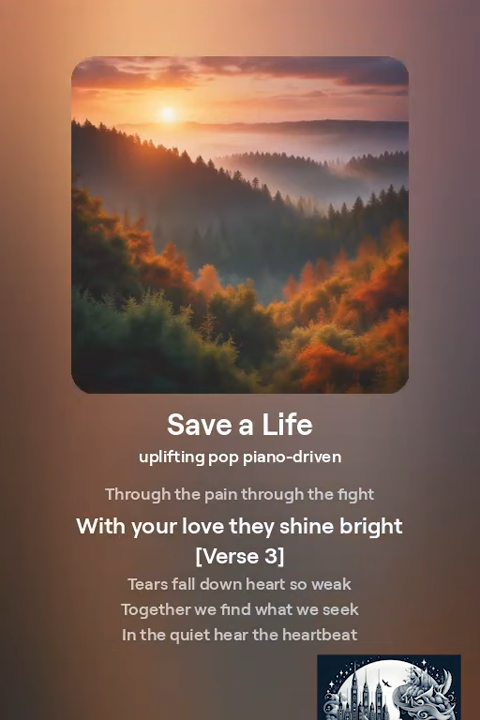 Save a Life
uplifting pop piano-driven
Through the pain through the fight
With your love they shine bright
[Verse 3]
Tears fall down heart so weak
Together we find what we seek
In the quiet hear the heartbeat